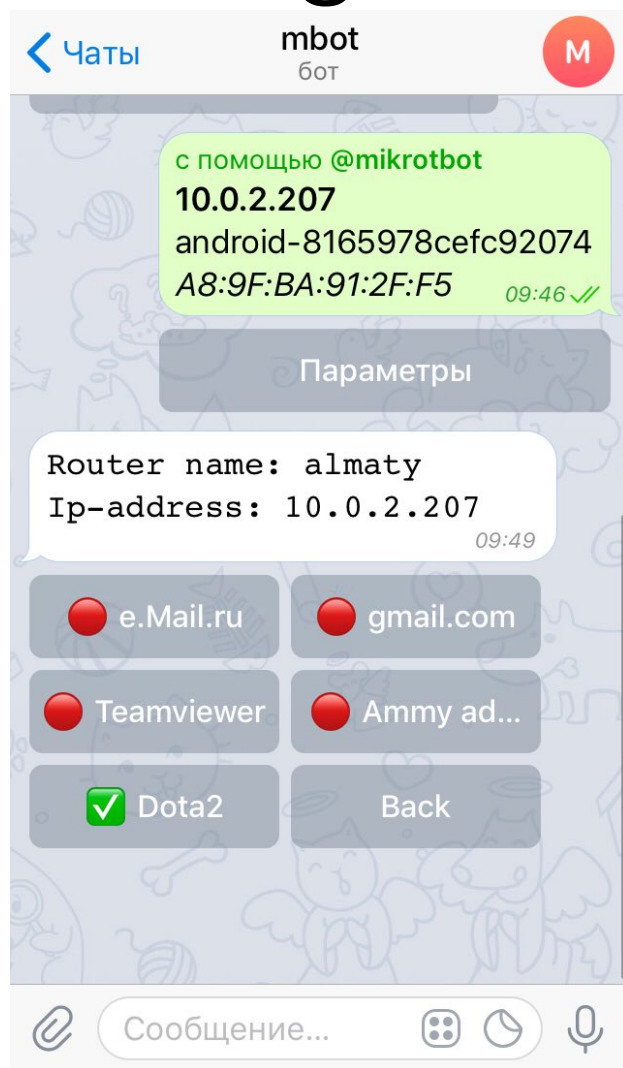 Чаты
mbot
бот
M
с помощью @mikrotbot
10.0.2.207
android-8165978cefc92074
A8:9F:BA:91:2F:F5
09:46
Параметры
Router name: almaty
Ip-address: 10.0.2.207
09:49
e.Mail.ru
gmail.com
Teamviewer
Ammy ad...
Dota2
Back
Сообщение...